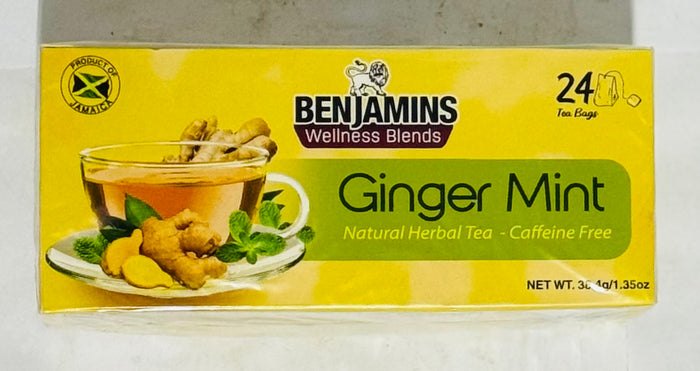 PRODUCT OF
JAMAICA
BENJAMINS
Wellness Blends
24
Tea Bags
Ginger Mint
Natural Herbal Tea - Caffeine Free
NET WT. /1.35oz